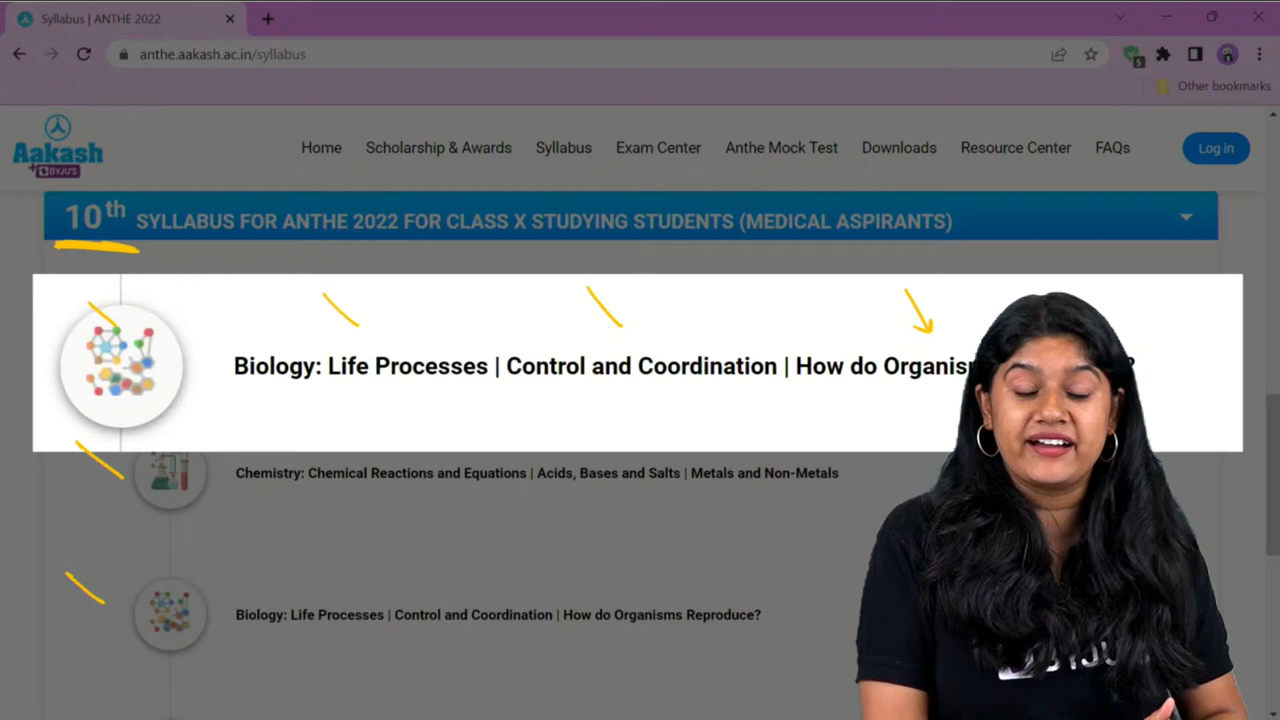 Syllabus | ANTHE 2022
anthe.aakash.ac.in/syllabus
5
Other bookmarks
Aakash
BYJU'S
Home Scholarship & Awards Syllabus Exam Center Anthe Mock Test Downloads Resource Center FAQs Log in
10th SYLLABUS FOR ANTHE 2022 FOR CLASS X STUDYING STUDENTS (MEDICAL ASPIRANTS)
Biology: Life Processes | Control and Coordination | How do ?
Chemistry: Chemical Reactions and Equations | Acids, Bases and Salts | Metals and Non-Metals
Biology: Life Processes | Control and Coordination | How do Organisms Reproduce?